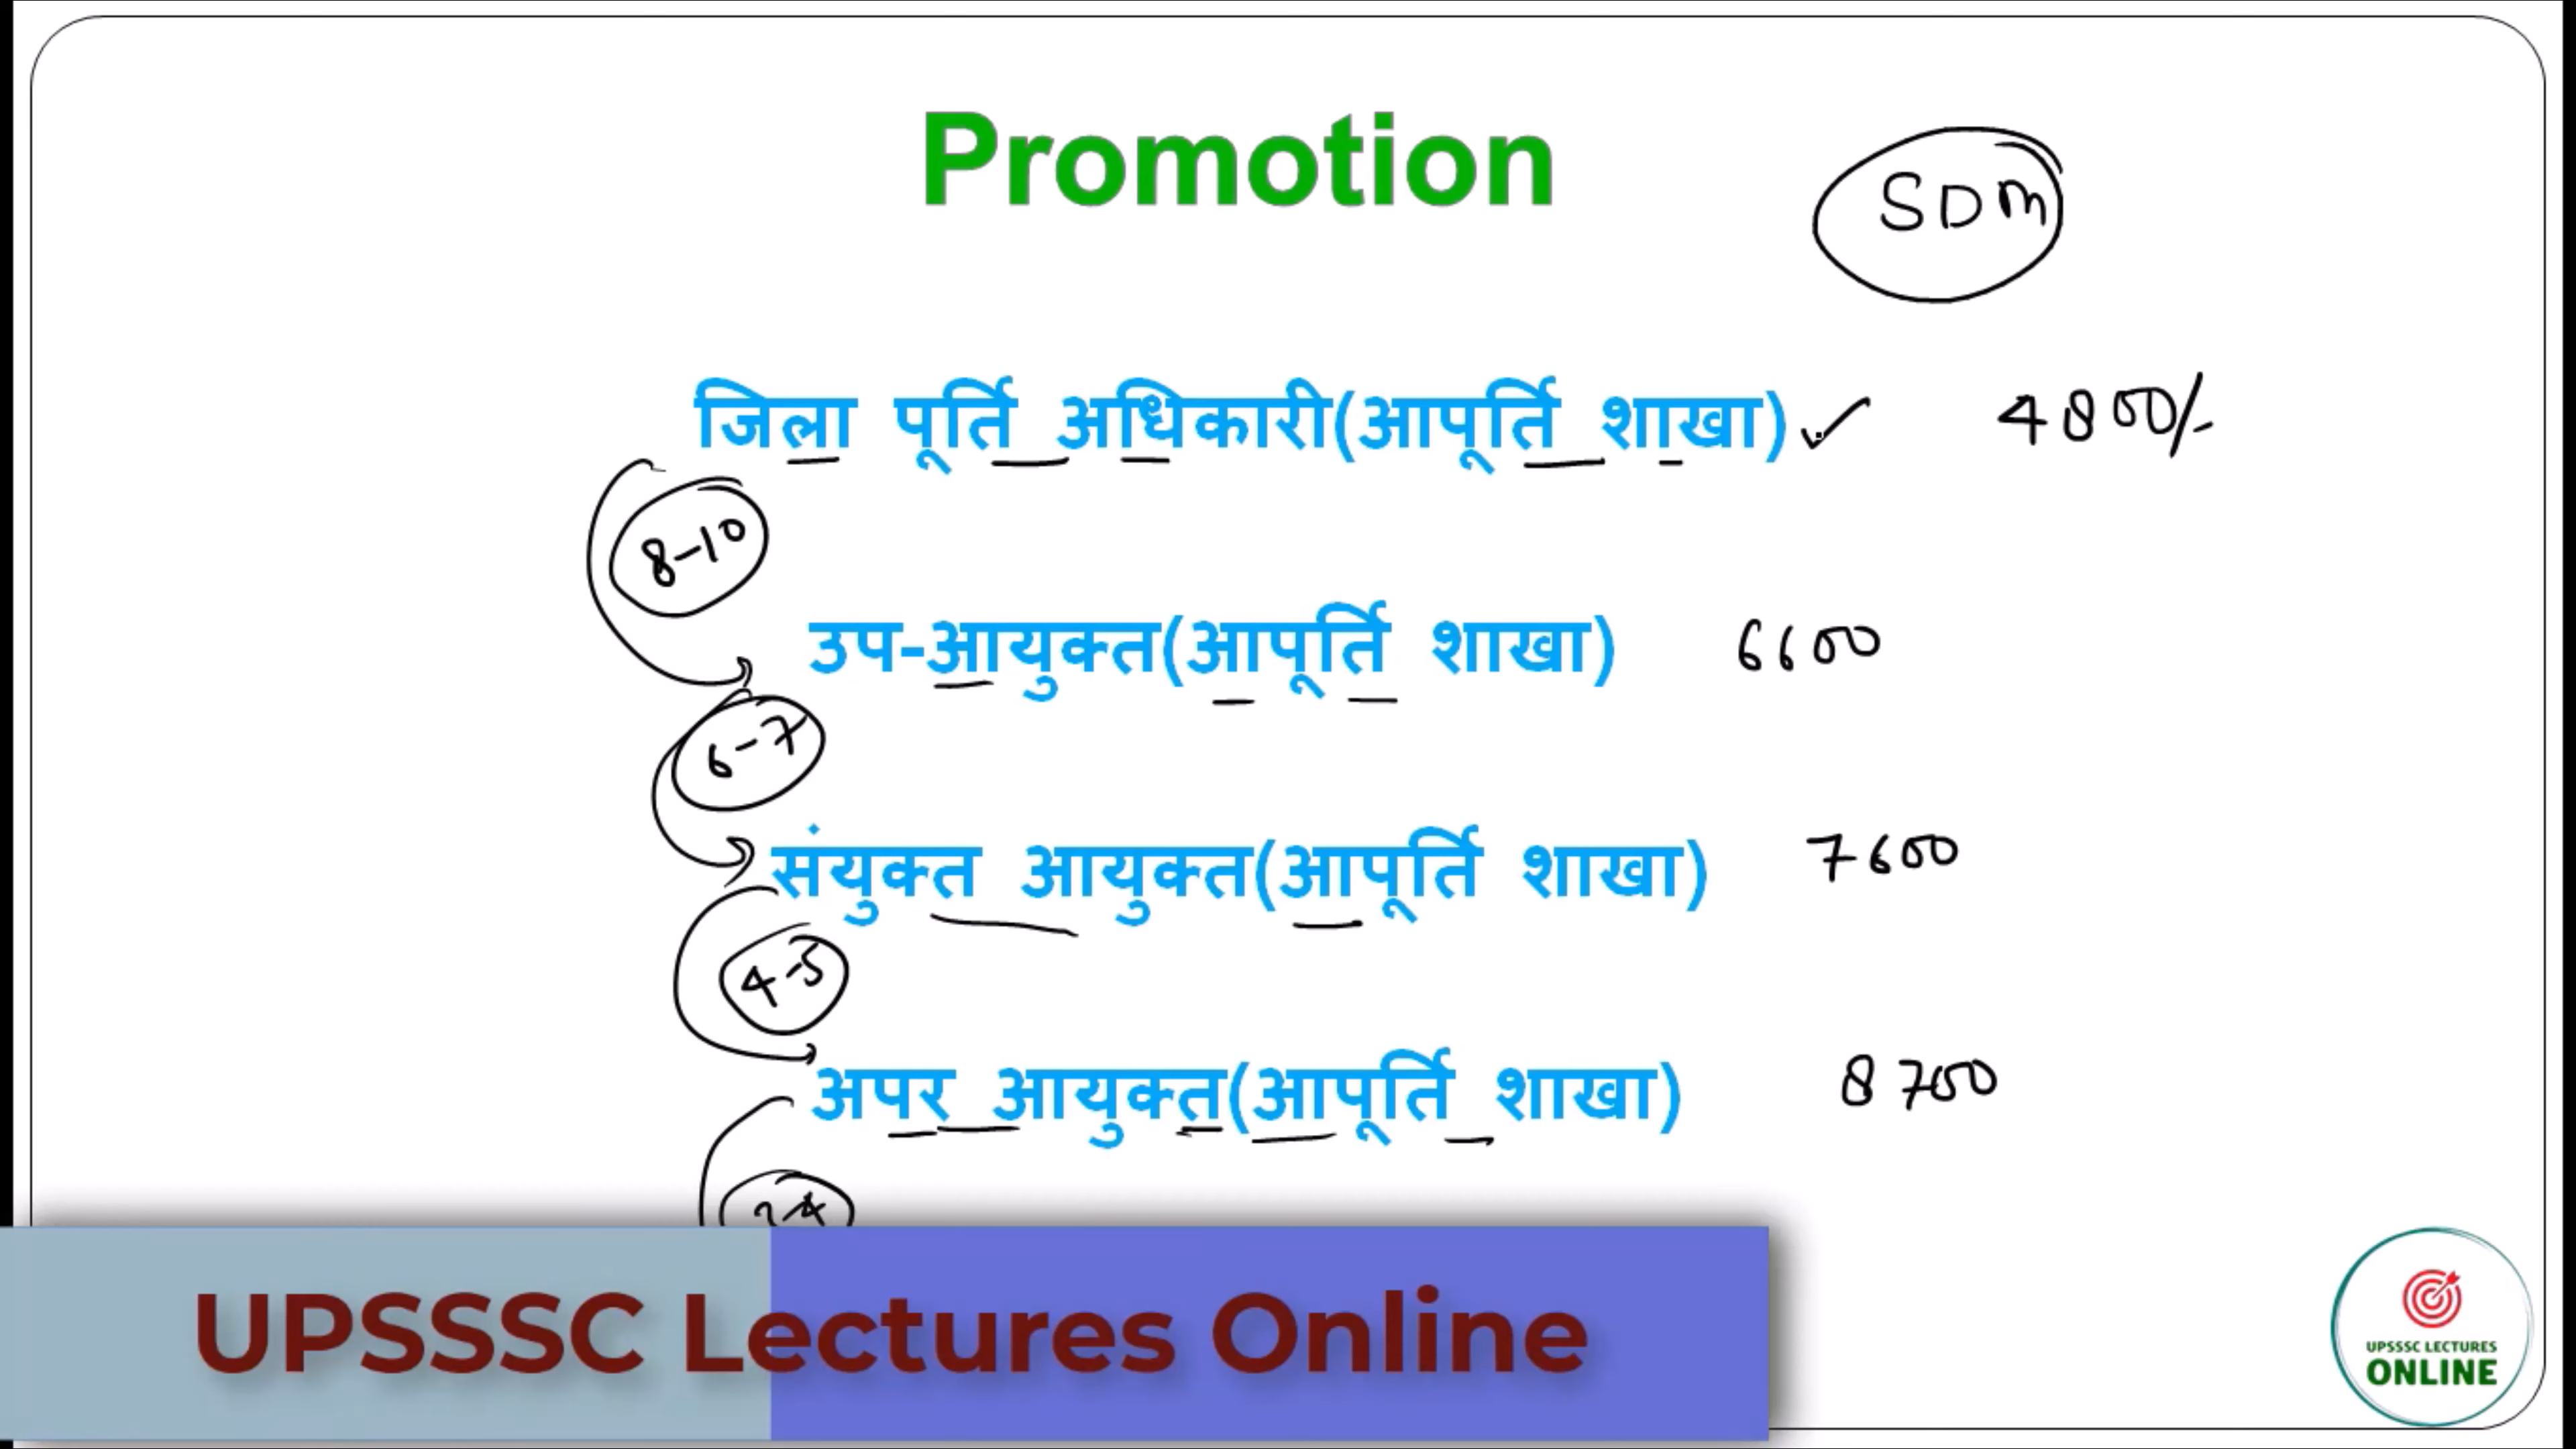 Promotion
SDM
जिला पूर्ति अधिकारी(आपूर्ति शाखा) 4800/-
8-10
उप-आयुक्त(आपूर्ति शाखा) 6600
6-7
संयुक्त आयुक्त(आपूर्ति शाखा) 7600
4-5
अपर आयुक्त(आपूर्ति शाखा) 8700
UPSSSC Lectures Online
UPSSSC LECTURES
ONLINE